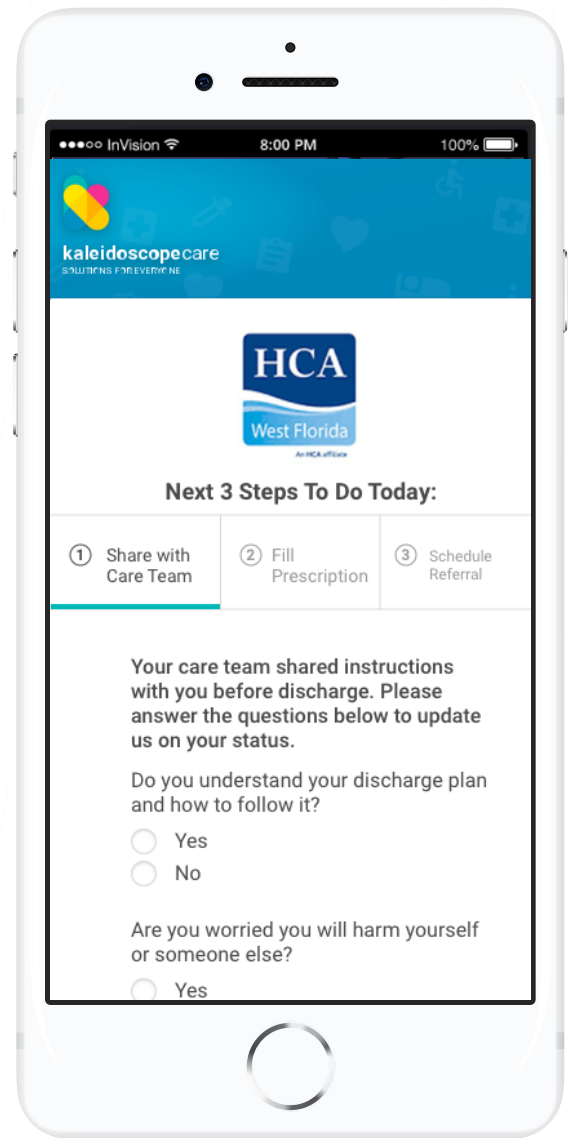 InVision
8:00 PM
100%
kaleidoscopecare
SOLUTIONS FOR EVERYONE
HCA
West Florida
An HCA affiliate
Next 3 Steps To Do Today:
1 Share with
Care Team
2 Fill
Prescription
3 Schedule
Referral
Your care team shared instructions
with you before discharge. Please
answer the questions below to update
us on your status.
Do you understand your discharge plan
and how to follow it?
Yes
No
Are you worried you will harm yourself
or someone else?
Yes